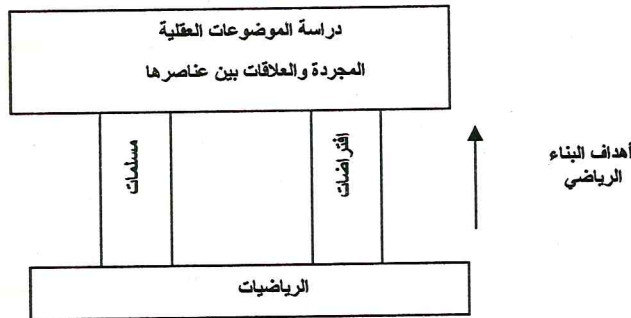 دراسة الموضوعات العقلية
المجردة والعلاقات بين عناصرها
افتراضات
مسلمات
أهداف البناء
الرياضي
الرياضيات